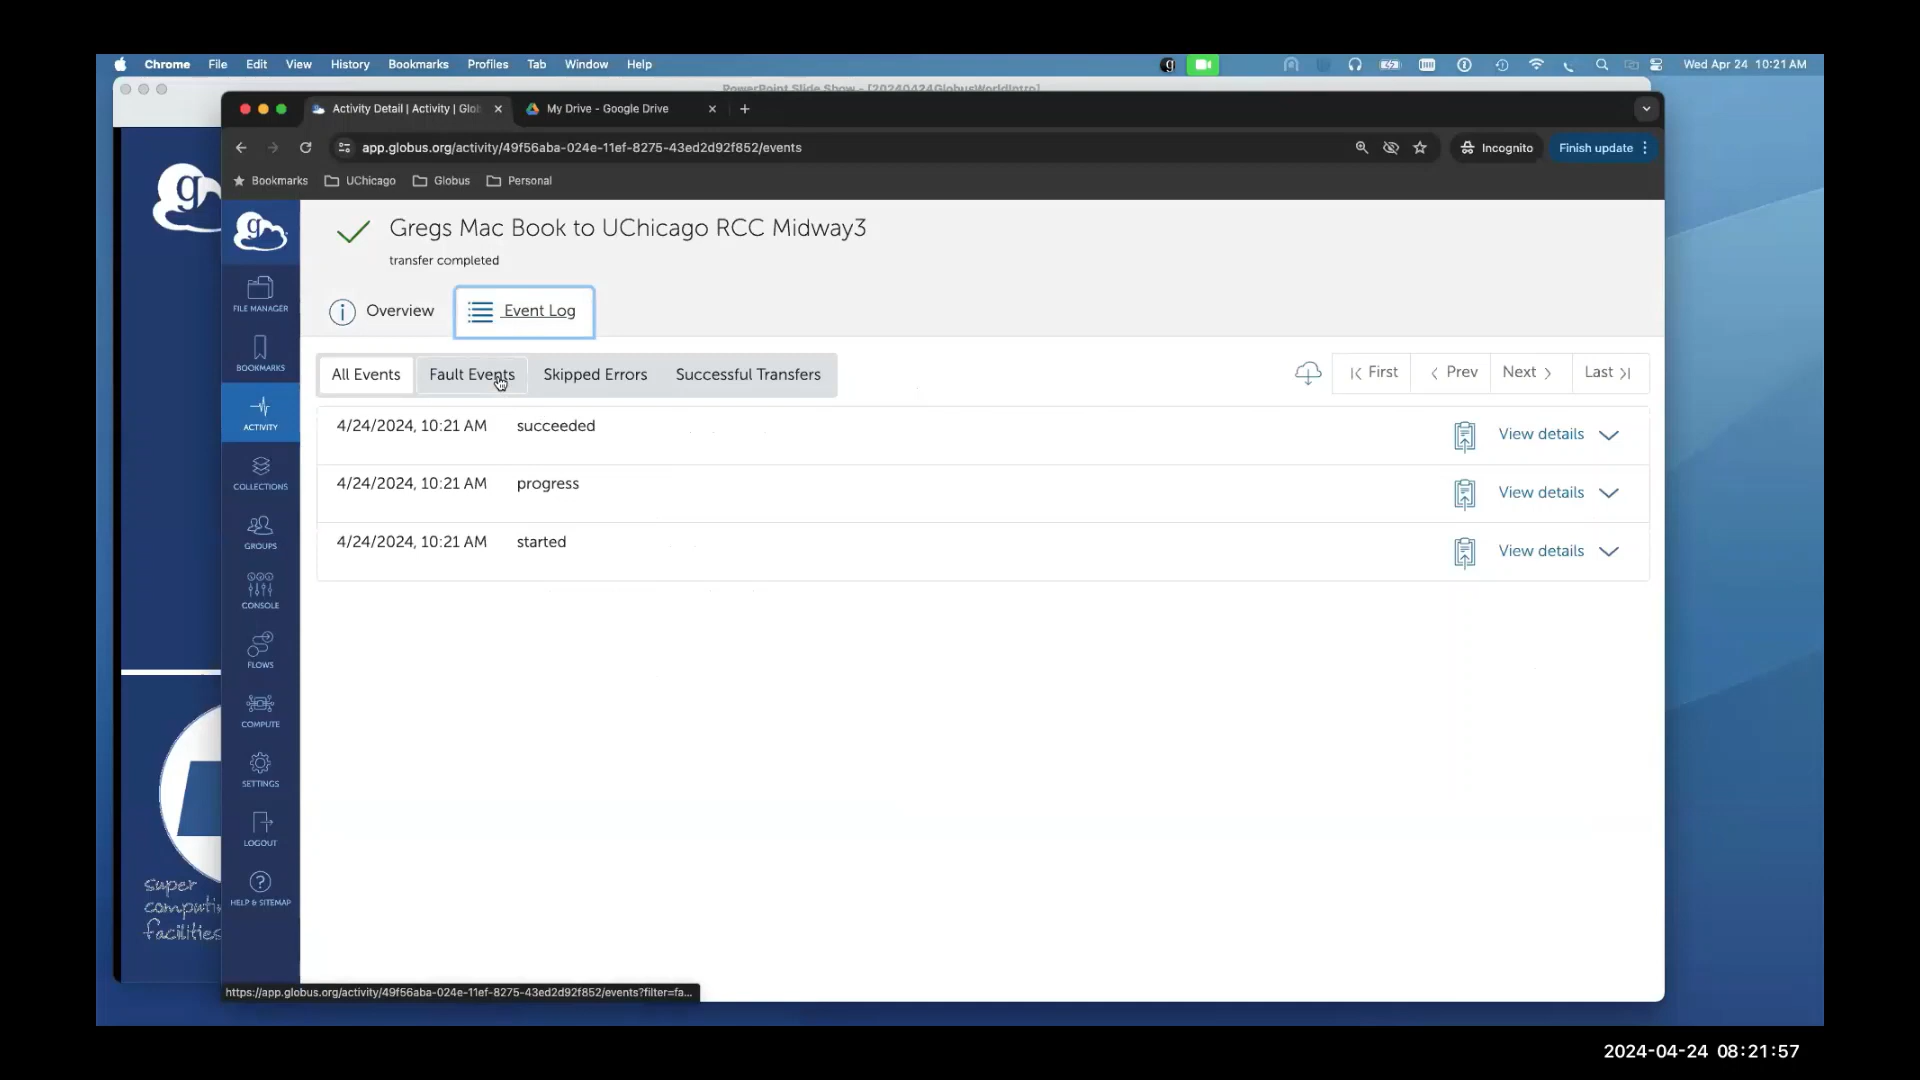 Chrome File Edit View History Bookmarks Profiles Tab Window Help
Wed Apr 24 10:21 AM
PowerPoint Slide Show - [20240424GlobusWorldIntro]
Activity Detail | Activity | Glo
My Drive - Google Drive
app.globus.org/activity/49f56aba-024e-11ef-8275-43ed2d92f852/events
Incognito
Finish update
Bookmarks UChicago Globus Personal
g
g
Gregs Mac Book to UChicago RCC Midway3
transfer completed
Overview
Event Log
FILE MANAGER
BOOKMARKS
ACTIVITY
COLLECTIONS
GROUPS
CONSOLE
FLOWS
COMPUTE
SETTINGS
LOGOUT
HELP & SITEMAP
All Events Fault Events Skipped Errors Successful Transfers
First Prev Next Last
4/24/2024, 10:21 AM succeeded View details
4/24/2024, 10:21 AM progress View details
4/24/2024, 10:21 AM started View details
super
computi
facilities
https://app.globus.org/activity/49f56aba-024e-11ef-8275-43ed2d92f852/events?filter=fa...
2024-04-24 08:21:57